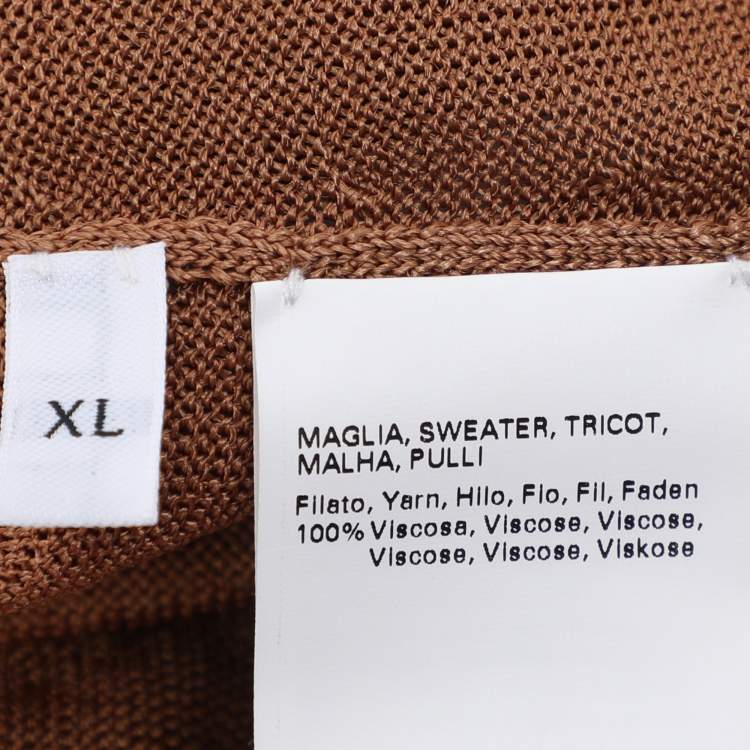 XL
MAGLIA, SWEATER, TRICOT,
MALHA, PULLI
Filato, Yarn, Hilo, Fio, Fil, Faden
100% Viscosa, Viscose, Viscose,
Viscose, Viscose, Viskose